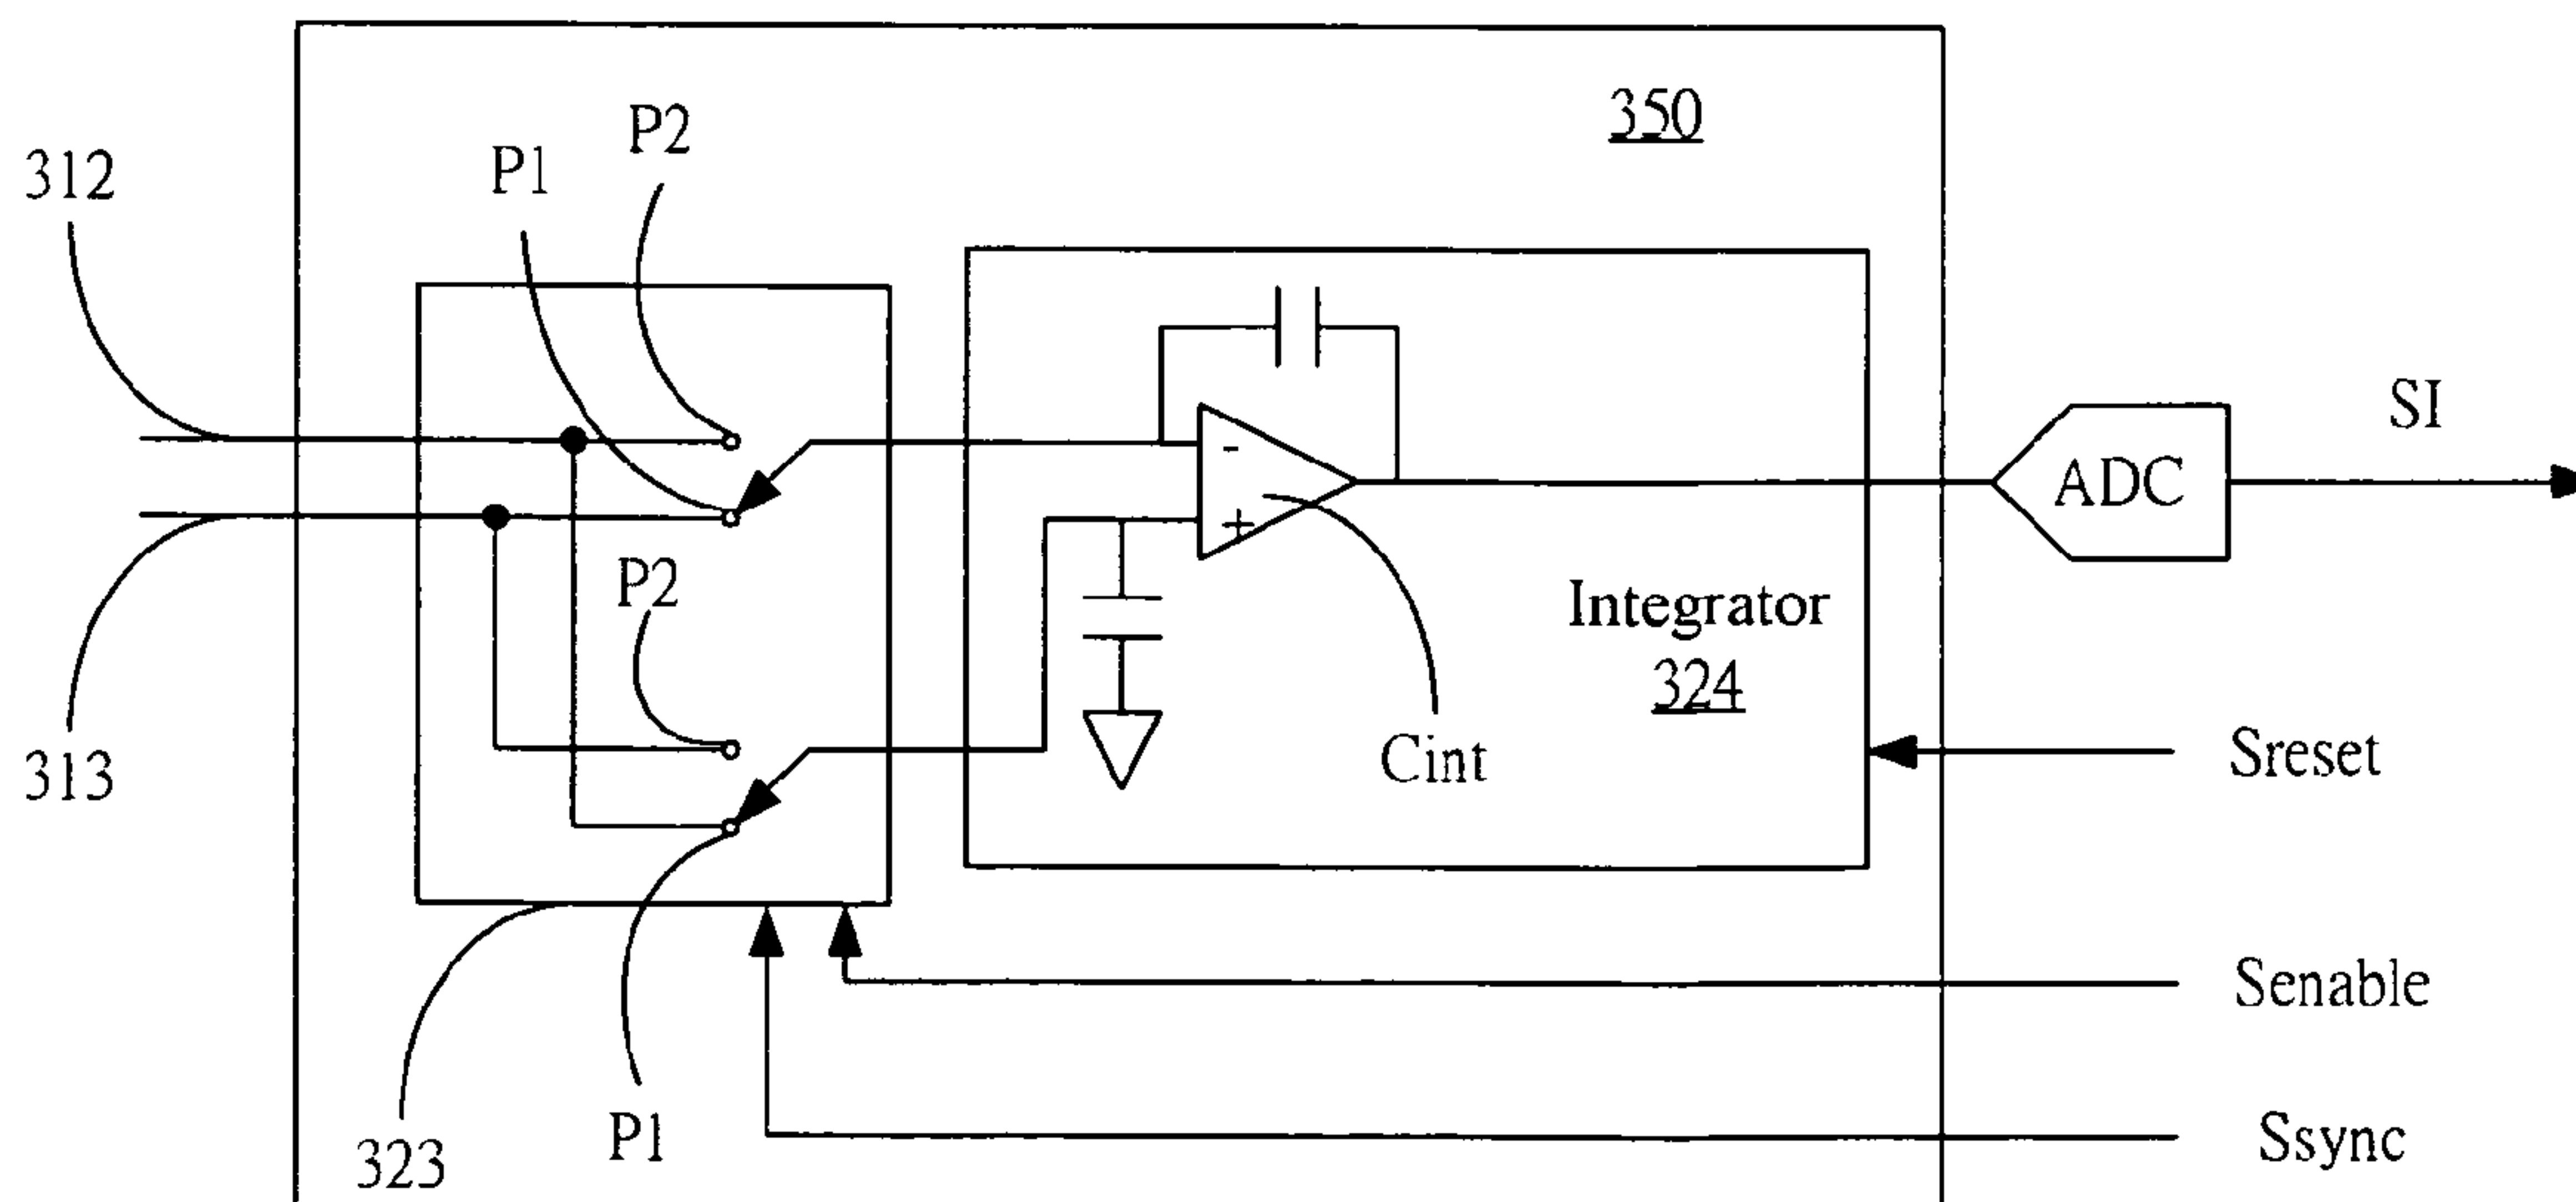 350
P2
P1
312
SI
ADC
-
+
P2
Integrator
324
313
Cint
Sreset
Senable
P1
323
Ssync